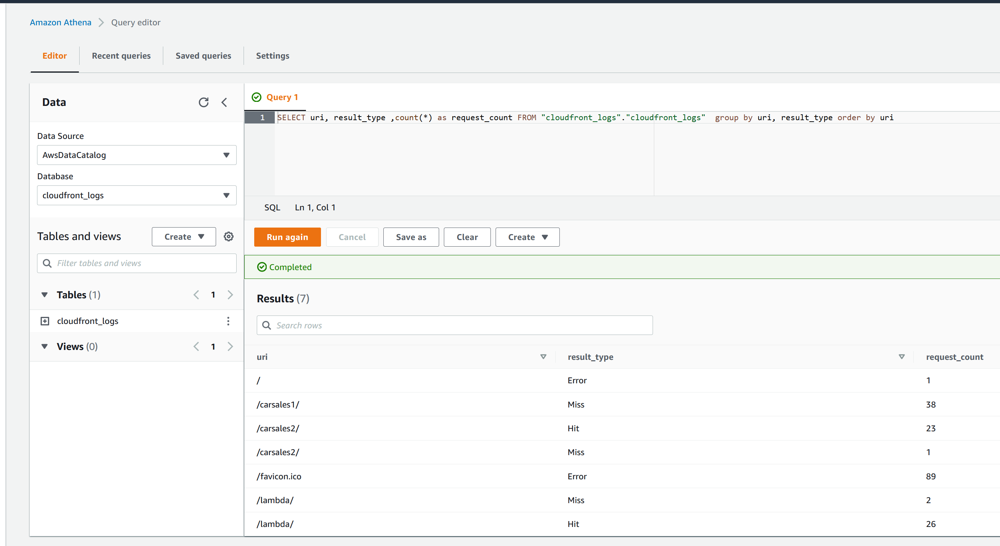 Amazon Athena Query editor
Editor Recent queries Saved queries Settings
Data
Data Source
AwsDataCatalog
Database
cloudfront_logs
Tables and views Create
Filter tables and views
Tables (1) 1
cloudfront_logs
Views (0) 1
Query 1
1 SELECT uri, result_type ,count(*) as request_count FROM "cloudfront_logs"."cloudfront_logs"  group by uri, result_type order by uri
SQL Ln 1, Col 1
Run again Cancel Save as Clear Create
Completed
Results (7)
Search rows
uri result_type request_count
/ Error 1
/carsales1/ Miss 38
/carsales2/ Hit 23
/carsales2/ Miss 1
/favicon.ico Error 89
/lambda/ Miss 2
/lambda/ Hit 26